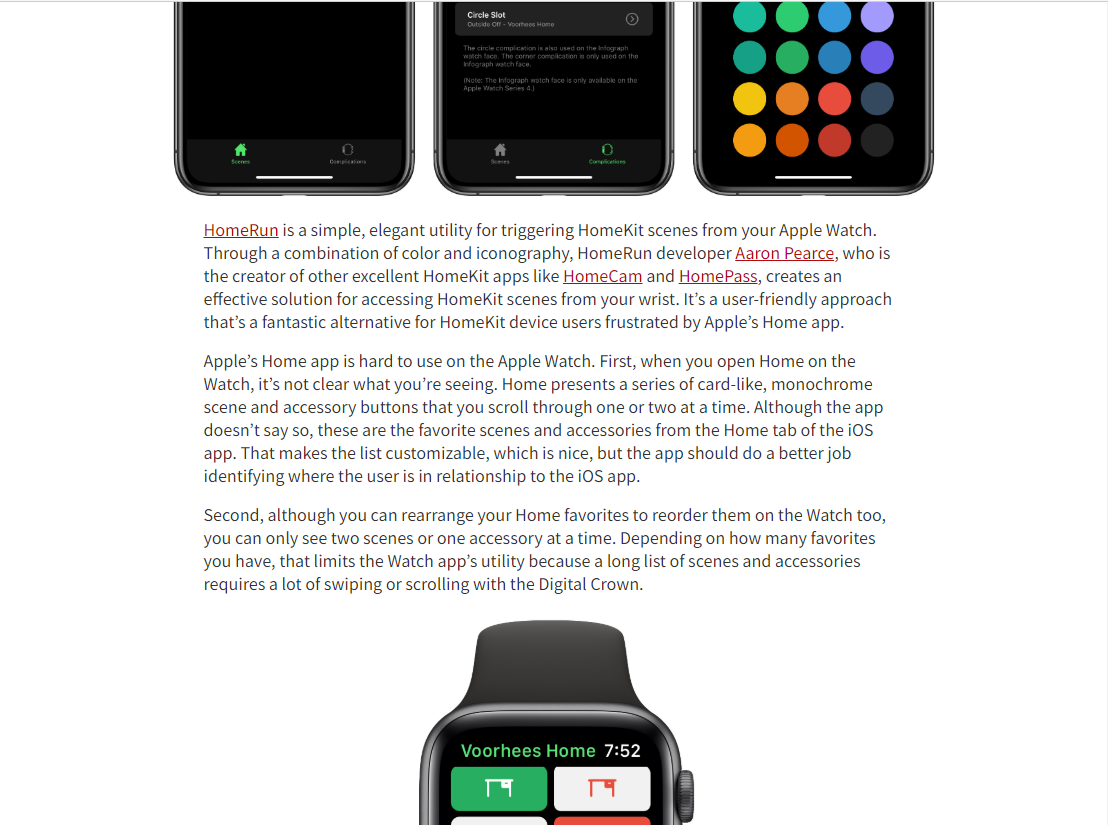 Circle Slot
Outside Off – Voorhees Home
The circle complication is also used on the Infograph
watch face. The corner complication is only used on the
Infograph watch face.
(Note: The Infograph watch face is only available on the
Apple Watch Series 4.)
Scenes
Complications
Scenes
Complications
HomeRun is a simple, elegant utility for triggering HomeKit scenes from your Apple Watch.
Through a combination of color and iconography, HomeRun developer Aaron Pearce, who is
the creator of other excellent HomeKit apps like HomeCam and HomePass, creates an
effective solution for accessing HomeKit scenes from your wrist. It’s a user-friendly approach
that’s a fantastic alternative for HomeKit device users frustrated by Apple’s Home app.
Apple’s Home app is hard to use on the Apple Watch. First, when you open Home on the
Watch, it’s not clear what you’re seeing. Home presents a series of card-like, monochrome
scene and accessory buttons that you scroll through one or two at a time. Although the app
doesn’t say so, these are the favorite scenes and accessories from the Home tab of the iOS
app. That makes the list customizable, which is nice, but the app should do a better job
identifying where the user is in relationship to the iOS app.
Second, although you can rearrange your Home favorites to reorder them on the Watch too,
you can only see two scenes or one accessory at a time. Depending on how many favorites
you have, that limits the Watch app’s utility because a long list of scenes and accessories
requires a lot of swiping or scrolling with the Digital Crown.
Voorhees Home 7:52